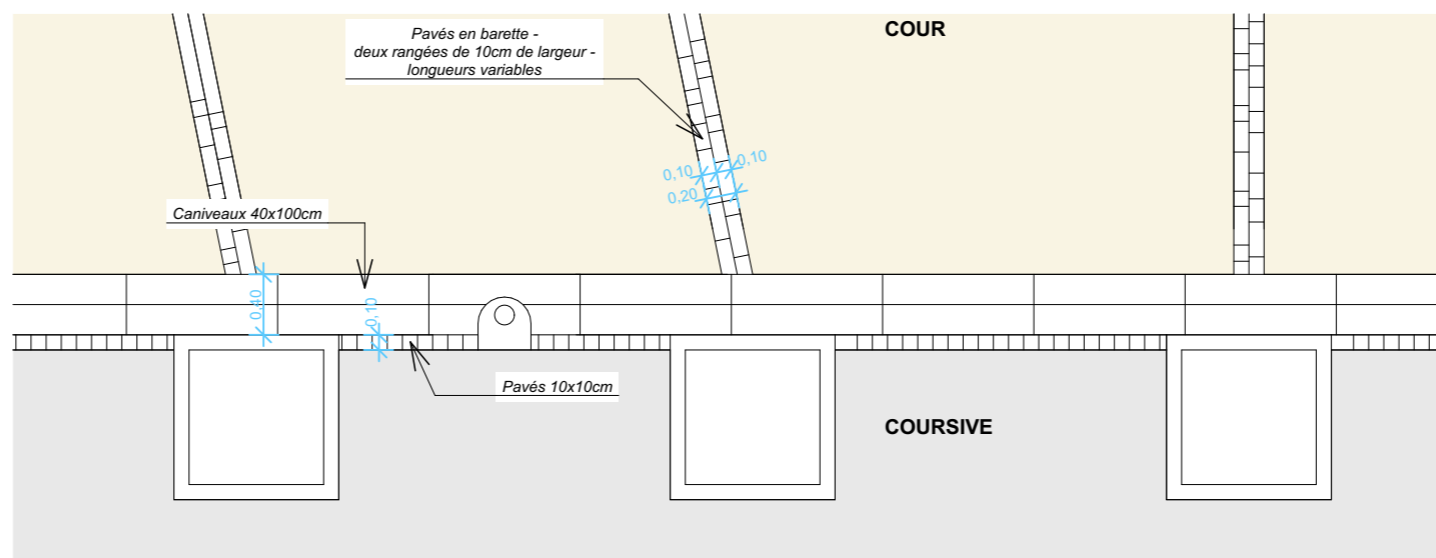 COUR
Pavés en barette -
deux rangées de 10cm de largeur -
longueurs variables
0,10
0,10
0,20
Caniveaux 40x100cm
0,40
0,10
Pavés 10x10cm
COURSIVE